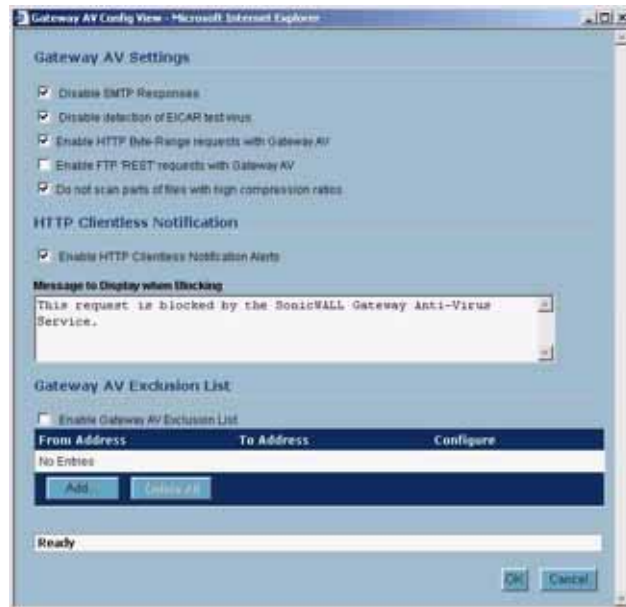 Gateway AV Config View - Microsoft Internet Explorer
Gateway AV Settings
Disable SMTP Responses
Disable detection of EICAR test virus
Enable HTTP Byte-Range requests with Gateway AV
Enable FTP 'REST' requests with Gateway AV
Do not scan parts of files with high compression ratios
HTTP Clientless Notification
Enable HTTP Clientless Notification Alerts
Message to Display when Blocking
This request is blocked by the SonicWALL Gateway Anti-Virus
Service.
Gateway AV Exclusion List
Enable Gateway AV Exclusion List
From Address To Address Configure
No Entries
Add... Delete All
Ready
OK Cancel